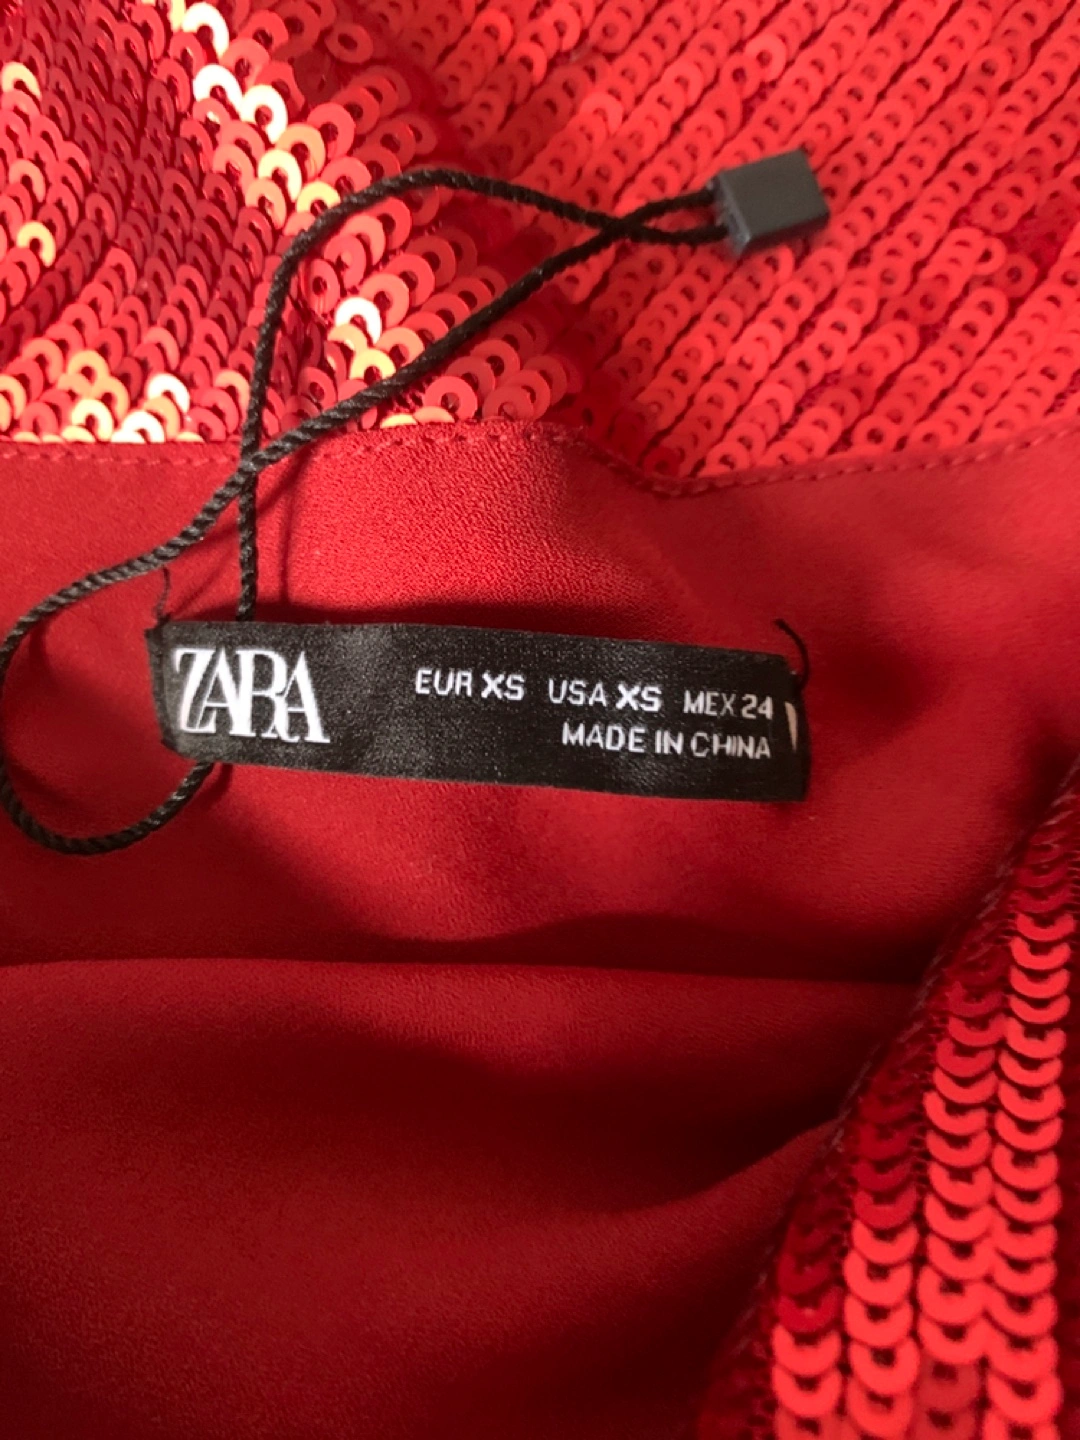 ZARA
EUR XS USA XS MEX 24
MADE IN CHINA